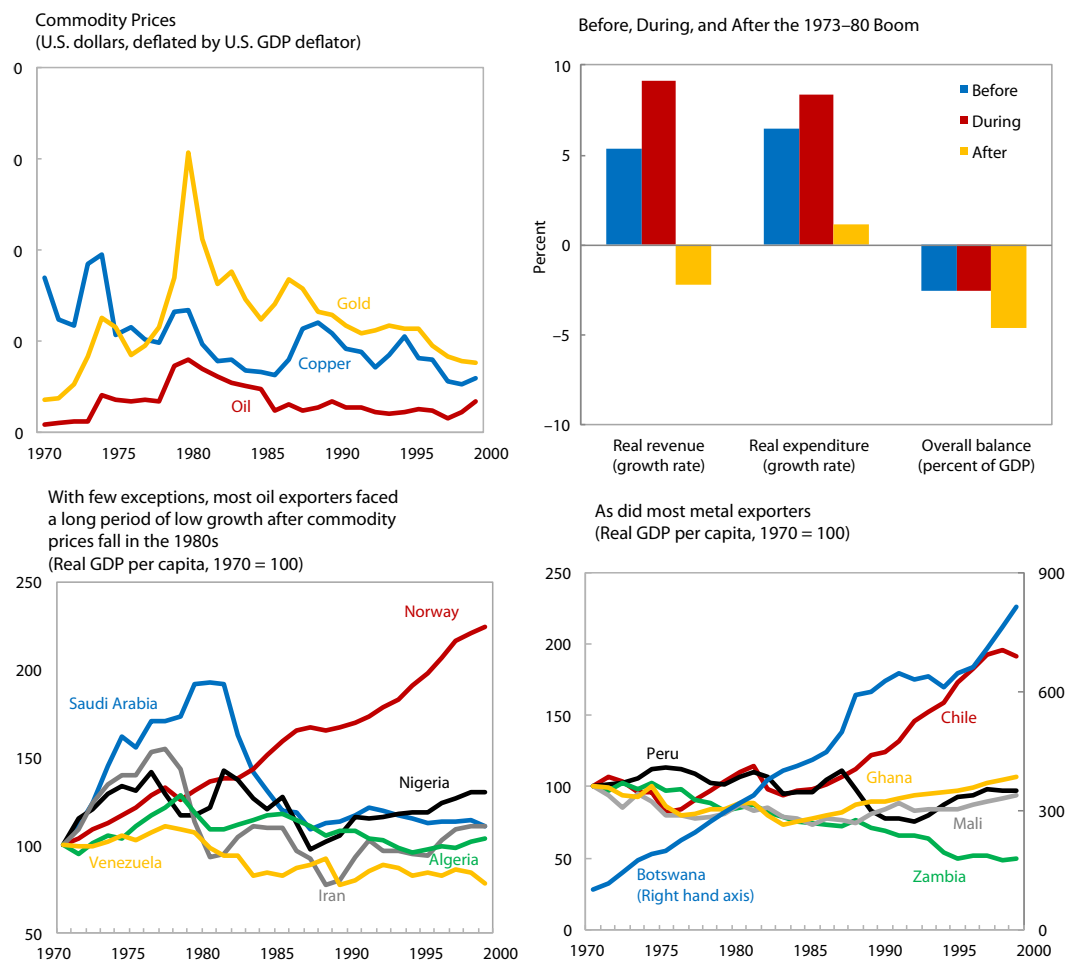 Commodity Prices
(U.S. dollars, deflated by U.S. GDP deflator)
0
0
0
0
0
Gold
Copper
Oil
1970 1975 1980 1985 1990 1995 2000
Before, During, and After the 1973–80 Boom
10
5
0
−5
−10
Percent
Before
During
After
Real revenue
(growth rate)
Real expenditure
(growth rate)
Overall balance
(percent of GDP)
With few exceptions, most oil exporters faced
a long period of low growth after commodity
prices fall in the 1980s
(Real GDP per capita, 1970 = 100)
250
200
150
100
50
Norway
Saudi Arabia
Nigeria
Venezuela
Algeria
Iran
1970 1975 1980 1985 1990 1995 2000
As did most metal exporters
(Real GDP per capita, 1970 = 100)
250
200
150
100
50
0
900
600
300
0
Peru
Chile
Ghana
Mali
Botswana
(Right hand axis)
Zambia
1970 1975 1980 1985 1990 1995 2000